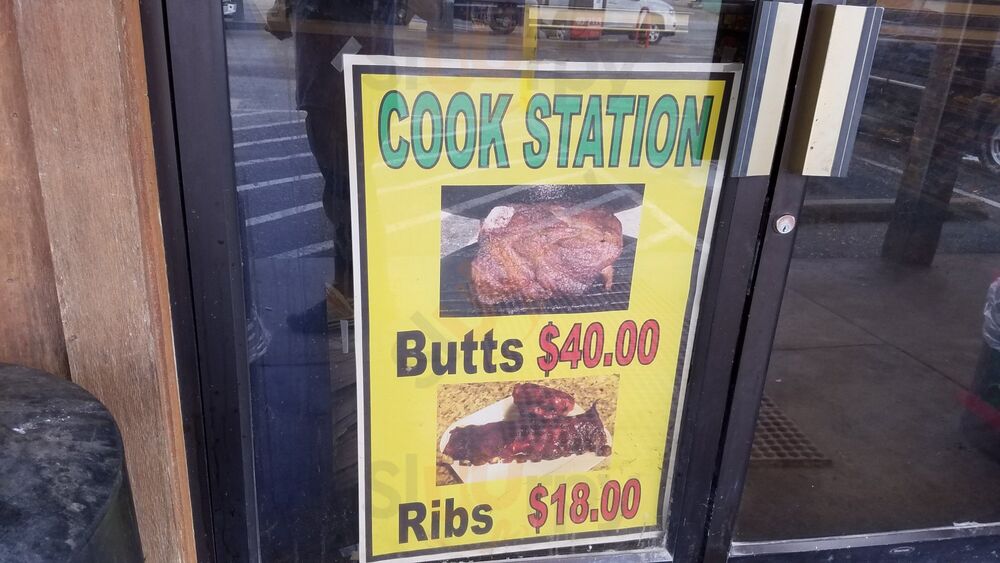 COOK STATION
Butts $40.00
Ribs $18.00